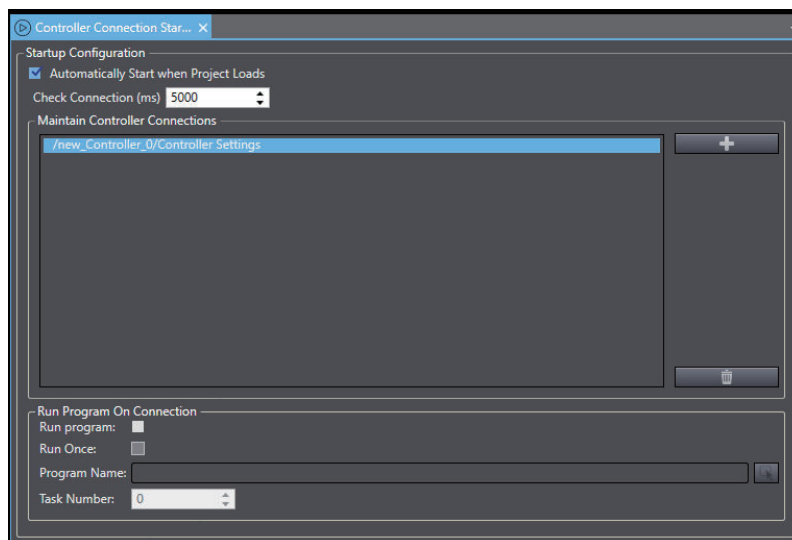 Controller Connection Star...
Startup Configuration
Automatically Start when Project Loads
Check Connection (ms) 5000
Maintain Controller Connections
/new_Controller_0/Controller Settings
Run Program On Connection
Run program:
Run Once:
Program Name:
Task Number: 0